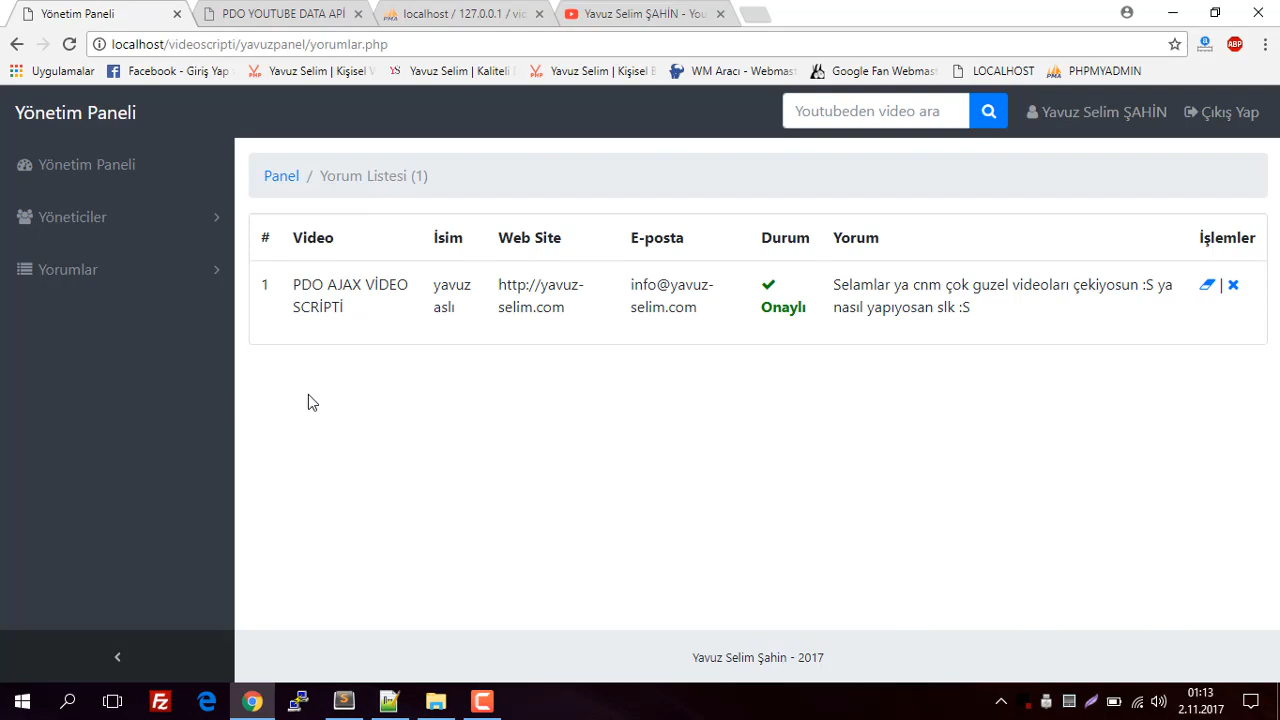 Yönetim Paneli
PDO YOUTUBE DATA APİ
localhost / 127.0.0.1 / vic
Yavuz Selim ŞAHİN - You
localhost/videoscripti/yavuzpanel/yorumlar.php
Uygulamalar
Facebook - Giriş Yap
Yavuz Selim | Kişisel
Yavuz Selim | Kaliteli
Yavuz Selim | Kişisel
WM Aracı - Webmast
Google Fan Webmast
LOCALHOST
PHPMYADMIN
Yönetim Paneli
Youtubeden video ara
Yavuz Selim ŞAHİN
Çıkış Yap
Yönetim Paneli
Yöneticiler
Yorumlar
Panel / Yorum Listesi (1)
# Video İsim Web Site E-posta Durum Yorum İşlemler
1 PDO AJAX VİDEO yavuz http://yavuz- info@yavuz- Selamlar ya cnm çok guzel videoları çekiyosun :S ya |
SCRİPTİ aslı selim.com selim.com Onaylı nasıl yapıyosan slk :S
Yavuz Selim Şahin - 2017
01:13
2.11.2017